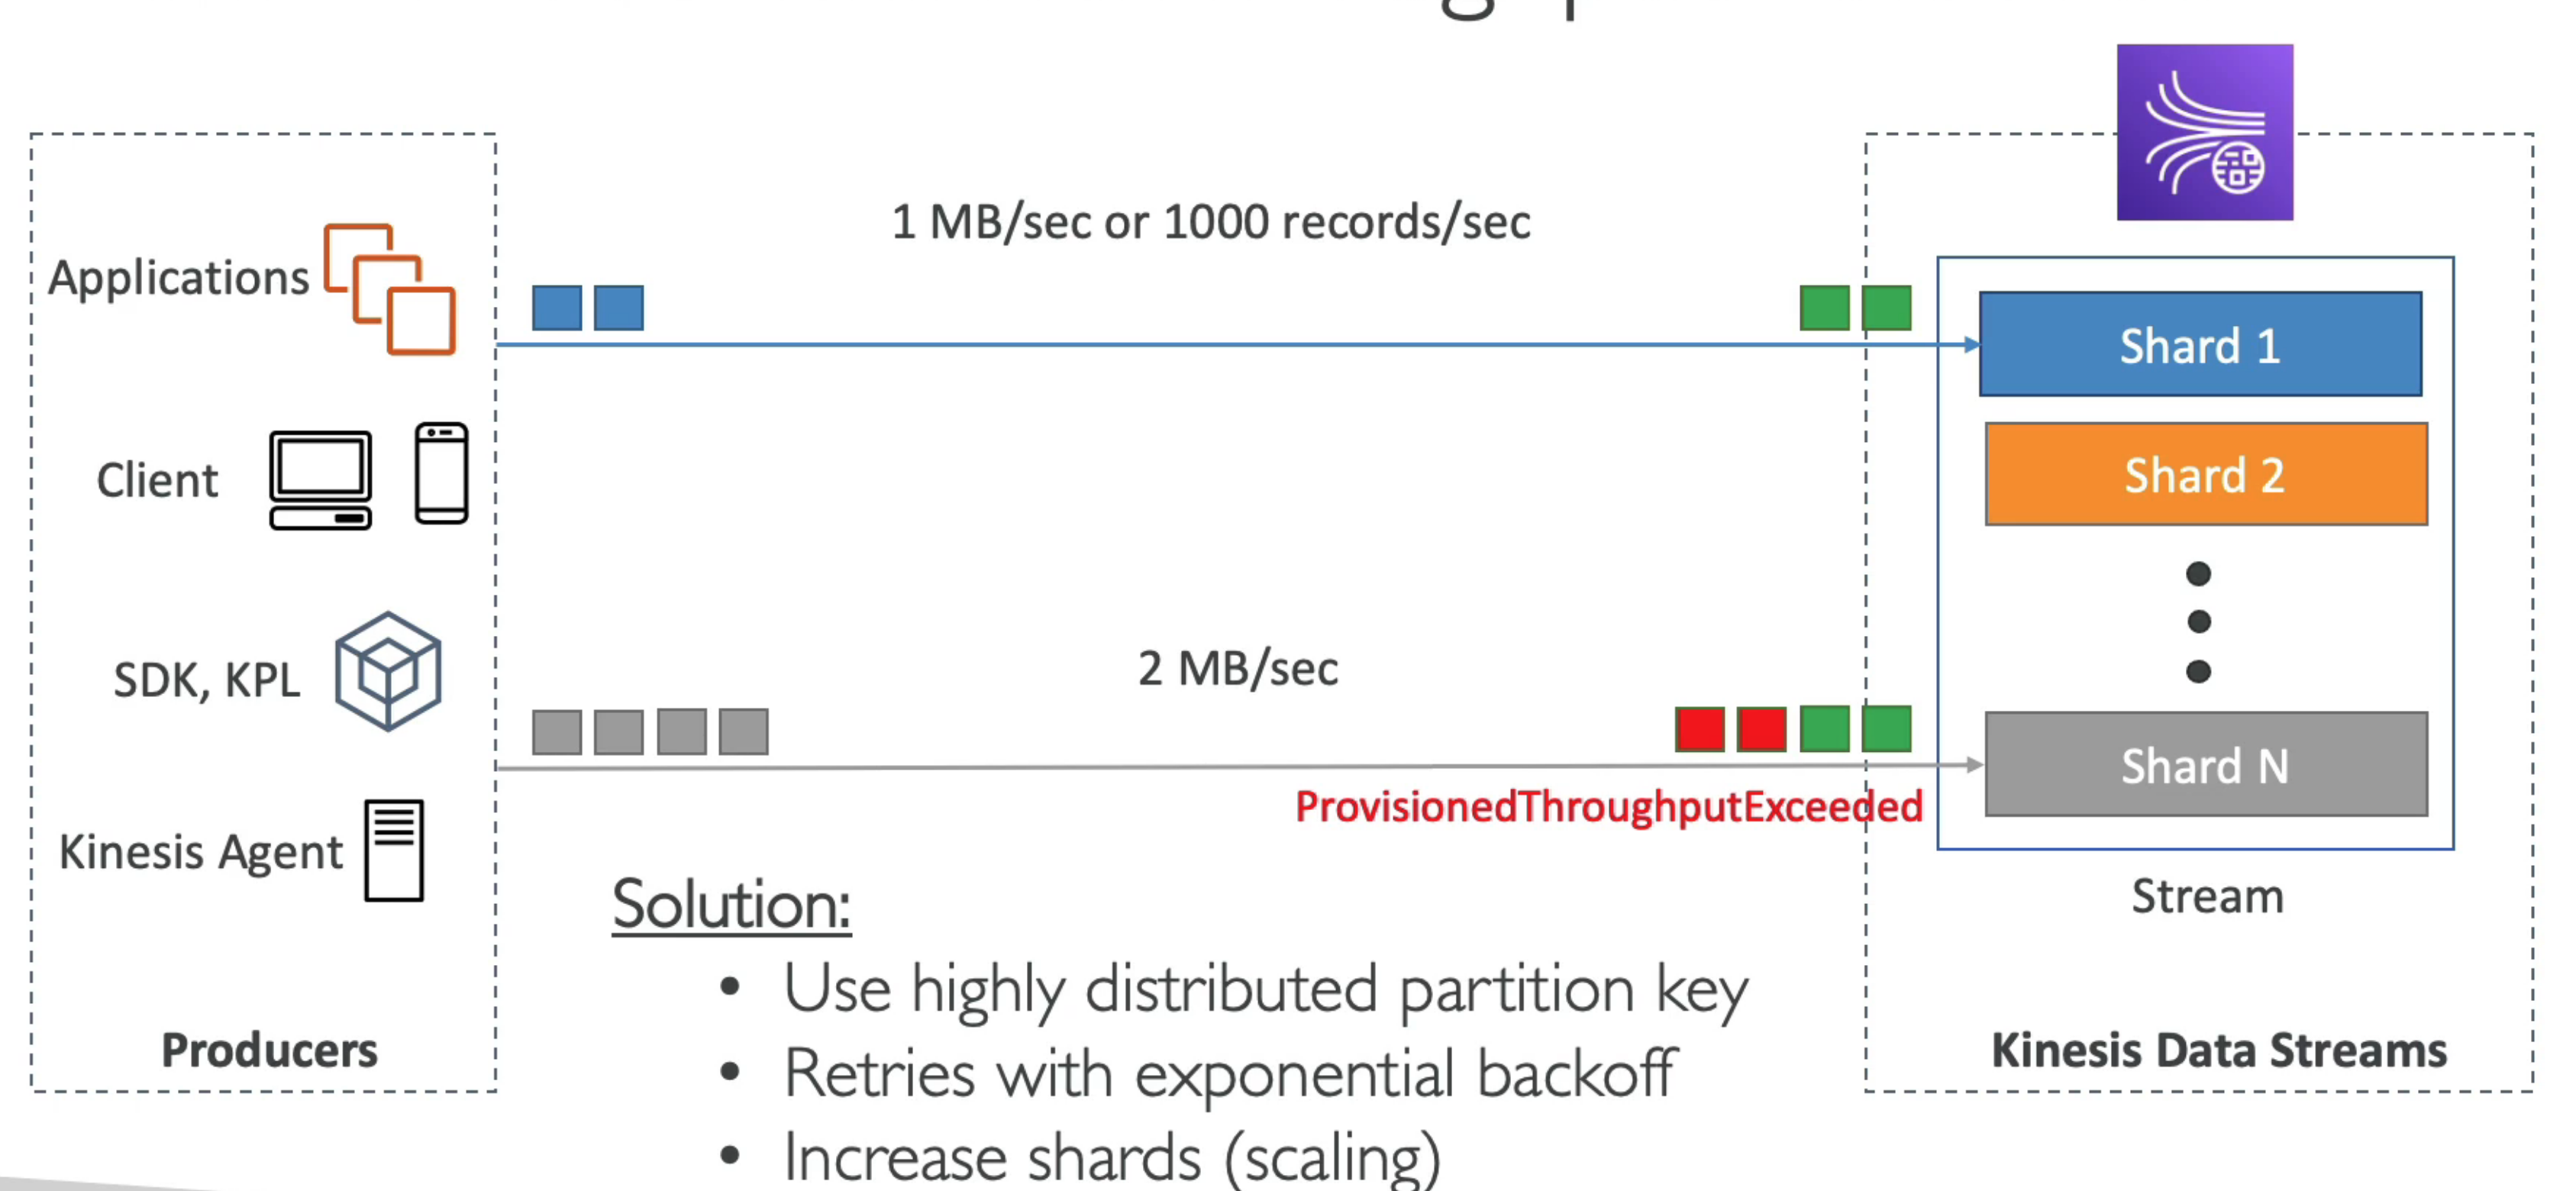 Applications
Client
SDK, KPL
Kinesis Agent
Producers
1 MB/sec or 1000 records/sec
2 MB/sec
ProvisionedThroughputExceeded
Solution:
• Use highly distributed partition key
• Retries with exponential backoff
• Increase shards (scaling)
Shard 1
Shard 2
Shard N
Stream
Kinesis Data Streams